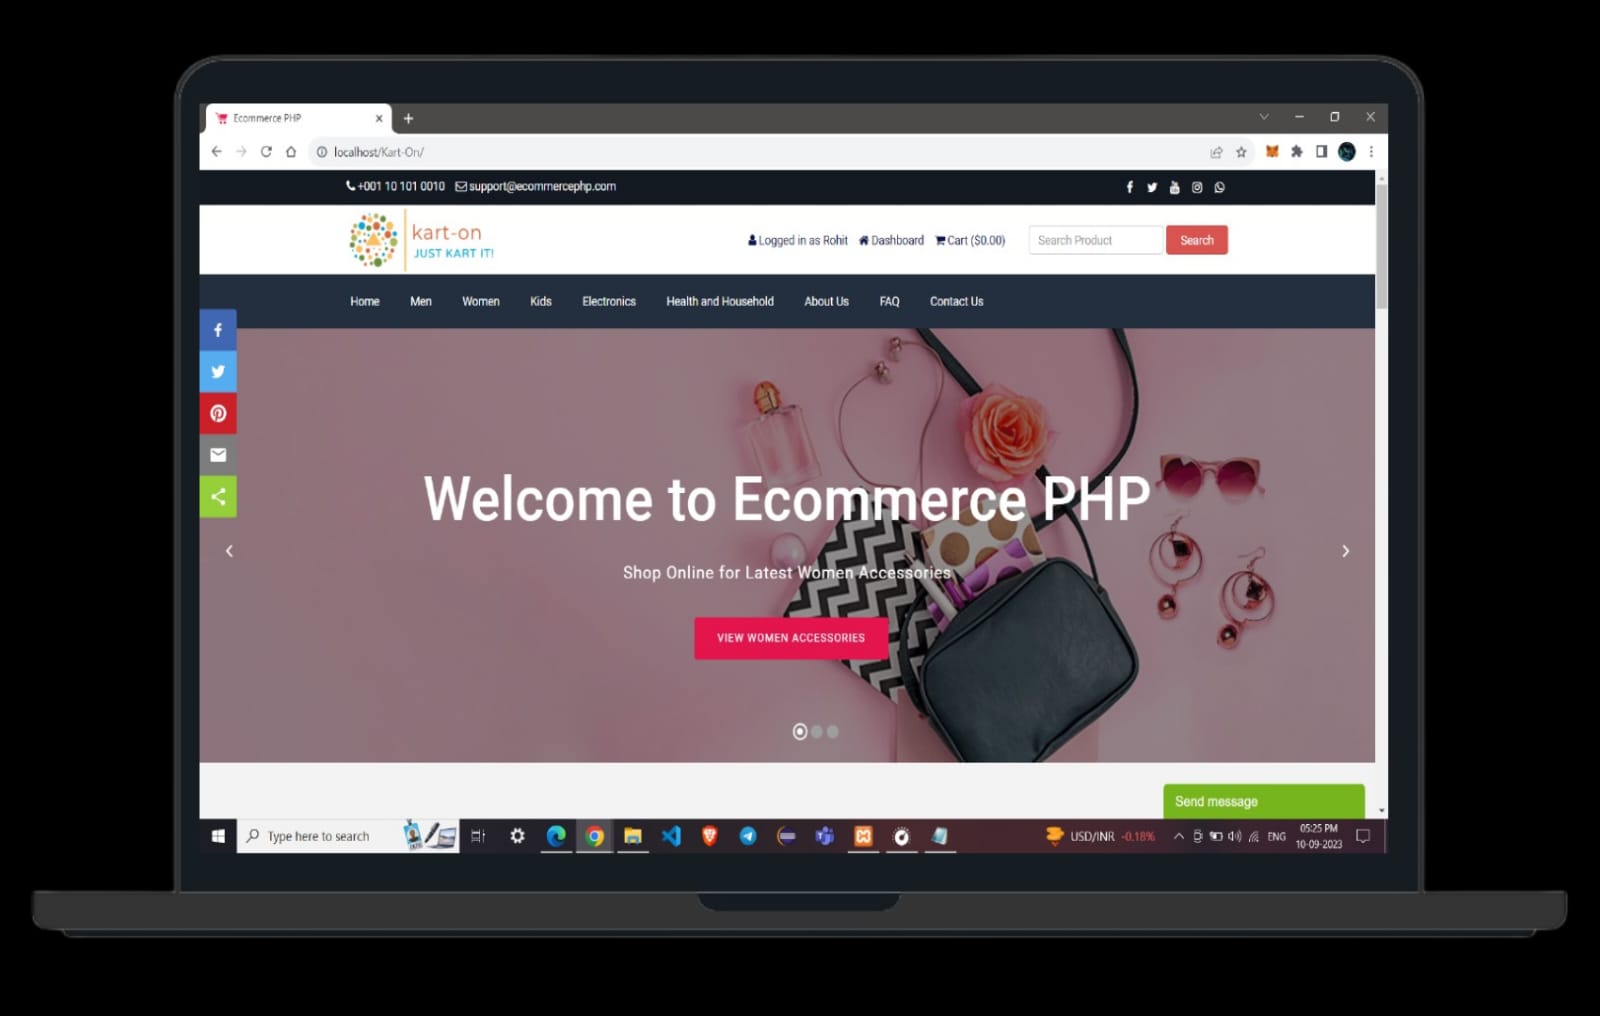 Ecommerce PHP
localhost/Kart-On/
+001 10 101 0010 support@ecommercephp.com
kart-on
JUST KART IT!
Logged in as Rohit Dashboard Cart ($0.00) Search Product Search
Home Men Women Kids Electronics Health and Household About Us FAQ Contact Us
Welcome to Ecommerce PHP
Shop Online for Latest Women Accessories
VIEW WOMEN ACCESSORIES
Send message
Type here to search
USD/INR -0.18%
ENG
05:25 PM
10-09-2023